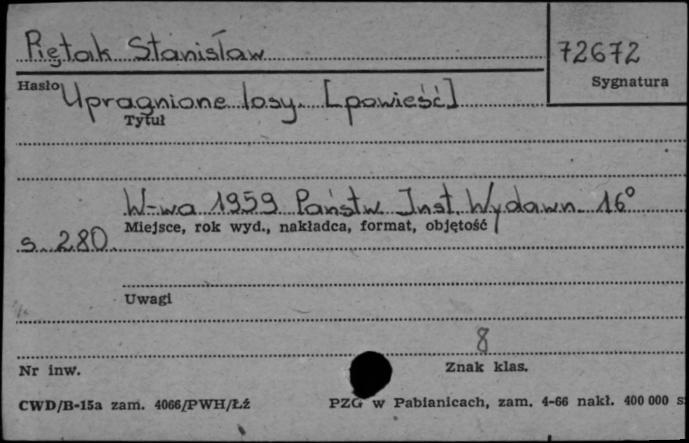 Piętak Stanisław
72672
Hasło
Sygnatura
Upragnione losy. [powieść]
Tytuł
W-wa 1959 Państw. Inst. Wydawn. 16°
Miejsce, rok wyd., nakładca, format, objętość
s. 280.
Uwagi
8
Nr inw.
Znak klas.
CWD/B-15a zam. 4066/PWH/Łź
PZG w Pabianicach, zam. 4-66 nakł. 400 000 s